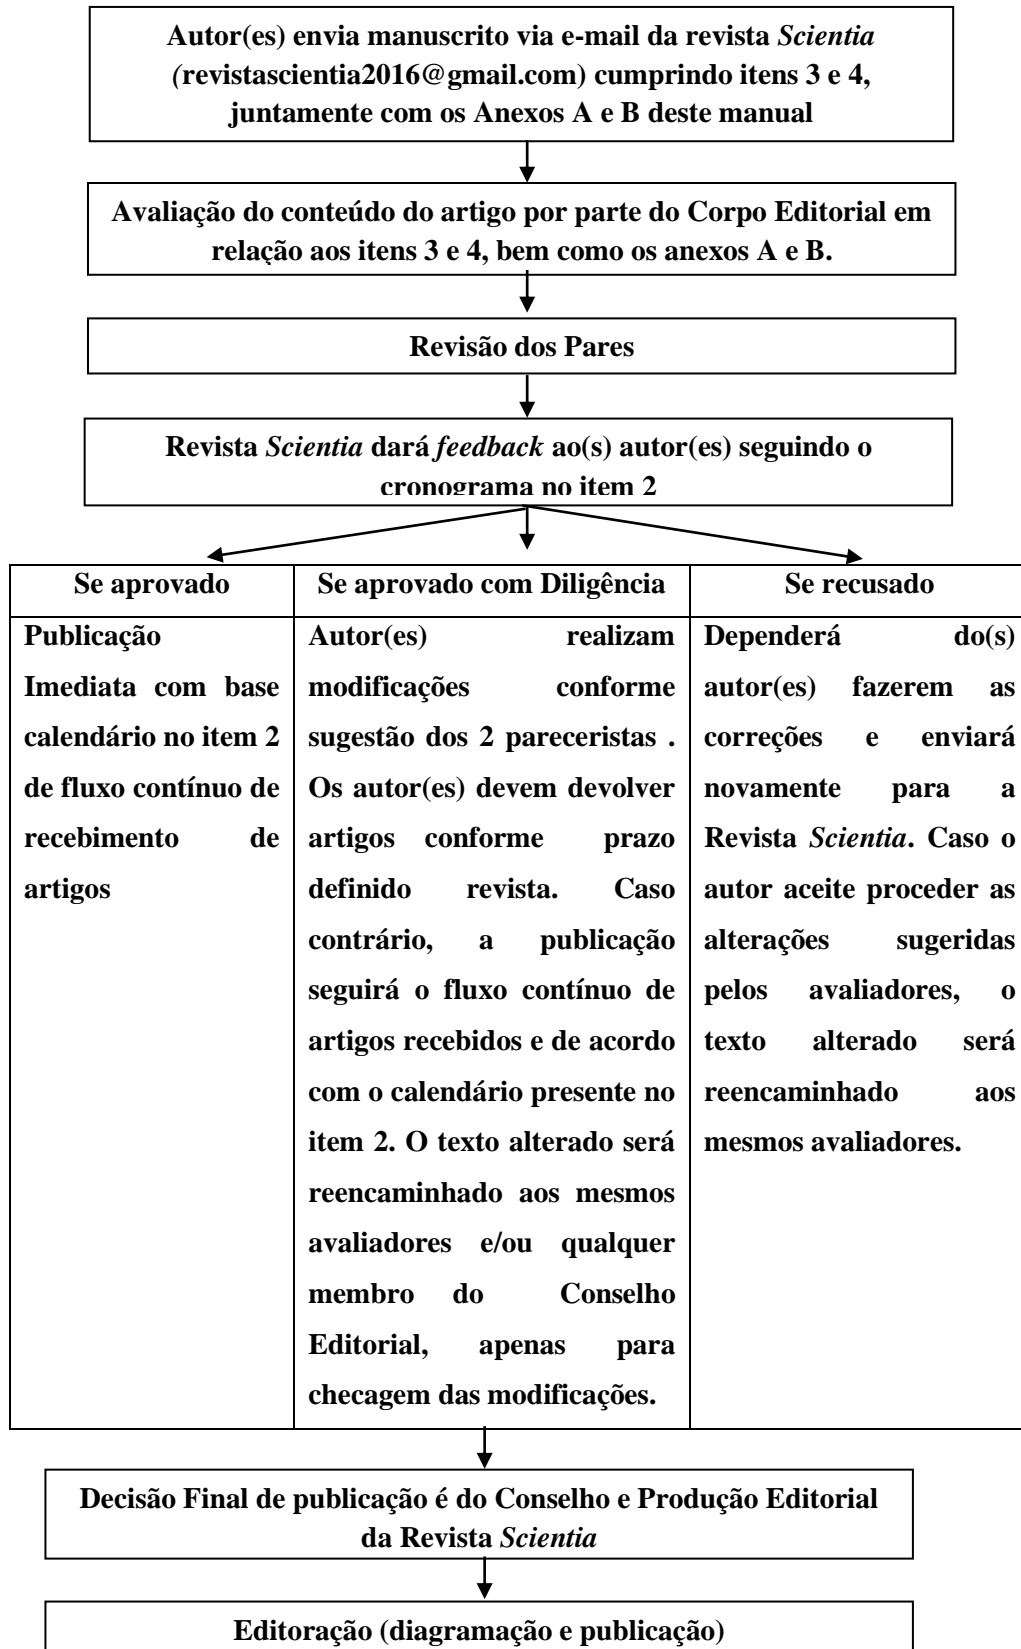 Autor(es) envia manuscrito via e-mail da revista Scientia
(revistascientia2016@gmail.com) cumprindo itens 3 e 4,
juntamente com os Anexos A e B deste manual
Avaliação do conteúdo do artigo por parte do Corpo Editorial em
relação aos itens 3 e 4, bem como os anexos A e B.
Revisão dos Pares
Revista Scientia dará feedback ao(s) autor(es) seguindo o
cronograma no item 2
Se aprovado
Publicação
Imediata com base
calendário no item 2
de fluxo contínuo de
recebimento de
artigos
Se aprovado com Diligência
Autor(es) realizam
modificações conforme
sugestão dos 2 pareceristas .
Os autor(es) devem devolver
artigos conforme prazo
definido revista. Caso
contrário, a publicação
seguirá o fluxo contínuo de
artigos recebidos e de acordo
com o calendário presente no
item 2. O texto alterado será
reencaminhado aos mesmos
avaliadores e/ou qualquer
membro do Conselho
Editorial, apenas para
checagem das modificações.
Se recusado
Dependerá do(s)
autor(es) fazerem as
correções e enviará
novamente para a
Revista Scientia. Caso o
autor aceite proceder as
alterações sugeridas
pelos avaliadores, o
texto alterado será
reencaminhado aos
mesmos avaliadores.
Decisão Final de publicação é do Conselho e Produção Editorial
da Revista Scientia
Editoração (diagramação e publicação)